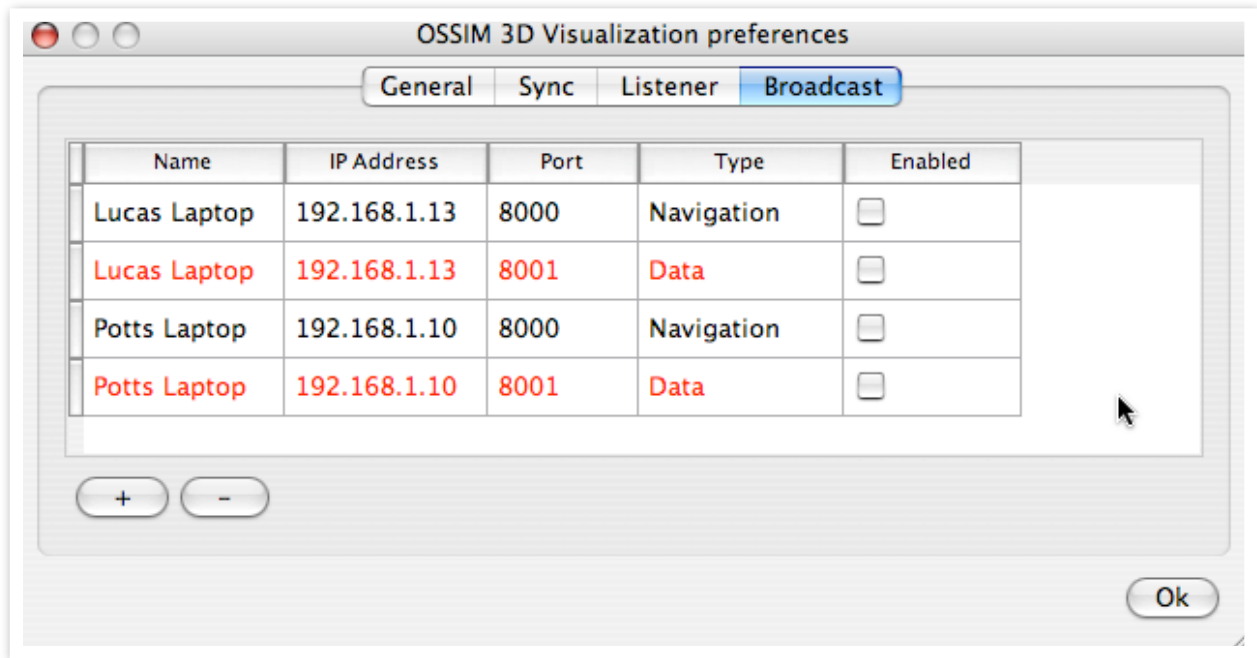 OSSIM 3D Visualization preferences
General Sync Listener Broadcast
Name IP Address Port Type Enabled
Lucas Laptop 192.168.1.13 8000 Navigation
Lucas Laptop 192.168.1.13 8001 Data
Potts Laptop 192.168.1.10 8000 Navigation
Potts Laptop 192.168.1.10 8001 Data
+ -
Ok